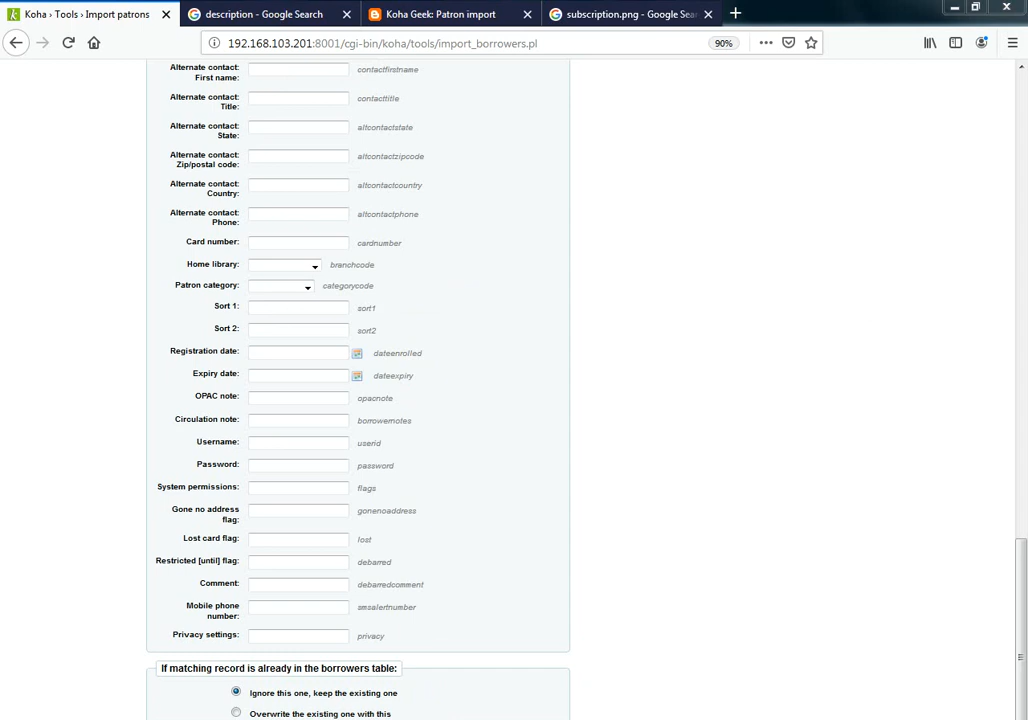 Koha › Tools › Import patrons
description - Google Search
Koha Geek: Patron import
subscription.png - Google Sea
192.168.103.201:8001/cgi-bin/koha/tools/import_borrowers.pl
90%
Alternate contact:
First name:
contactfirstname
Alternate contact:
Title:
contacttitle
Alternate contact:
State:
altcontactstate
Alternate contact:
Zip/postal code:
altcontactzipcode
Alternate contact:
Country:
altcontactcountry
Alternate contact:
Phone:
altcontactphone
Card number:
cardnumber
Home library:
branchcode
Patron category:
categorycode
Sort 1:
sort1
Sort 2:
sort2
Registration date:
dateenrolled
Expiry date:
dateexpiry
OPAC note:
opacnote
Circulation note:
borrowernotes
Username:
userid
Password:
password
System permissions:
flags
Gone no address
flag:
gonenoaddress
Lost card flag:
lost
Restricted [until] flag:
debarred
Comment:
debarredcomment
Mobile phone
number:
smsalertnumber
Privacy settings:
privacy
If matching record is already in the borrowers table:
Ignore this one, keep the existing one
Overwrite the existing one with this